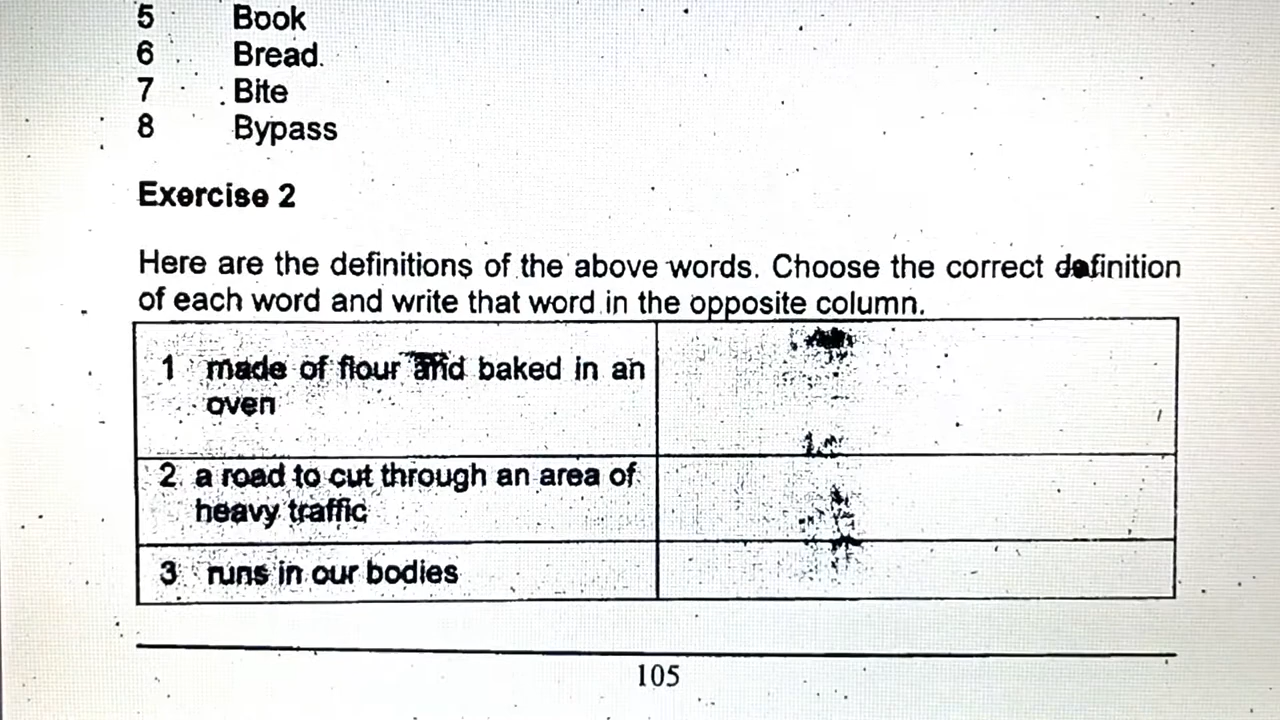 5 Book
6 Bread.
7 Bite
8 Bypass
Exercise 2
Here are the definitions of the above words. Choose the correct definition
of each word and write that word in the opposite column.
1 made of flour and baked in an
oven
2 a road to cut through an area of
heavy traffic
3 runs in our bodies
105